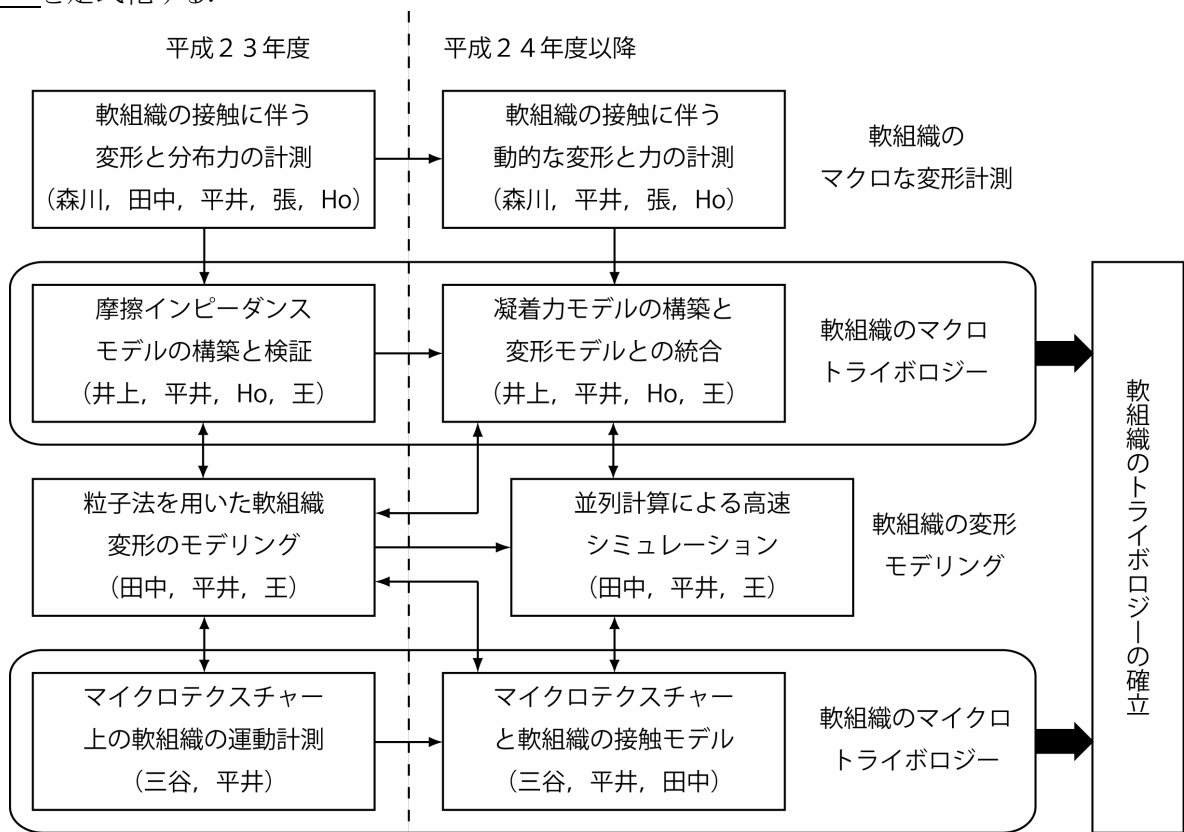 を定式化する．
平成２３年度
平成２４年度以降
軟組織の接触に伴う
変形と分布力の計測
（森川，田中，平井，張，Ho）
軟組織の接触に伴う
動的な変形と力の計測
（森川，平井，張，Ho）
軟組織の
マクロな変形計測
摩擦インピーダンス
モデルの構築と検証
（井上，平井，Ho，王）
凝着力モデルの構築と
変形モデルとの統合
（井上，平井，Ho，王）
軟組織のマクロ
トライボロジー
粒子法を用いた軟組織
変形のモデリング
（田中，平井，王）
並列計算による高速
シミュレーション
（田中，平井，王）
軟組織の変形
モデリング
マイクロテクスチャー
上の軟組織の運動計測
（三谷，平井）
マイクロテクスチャー
と軟組織の接触モデル
（三谷，平井，田中）
軟組織のマイクロ
トライボロジー
軟組織のトライボロジーの確立